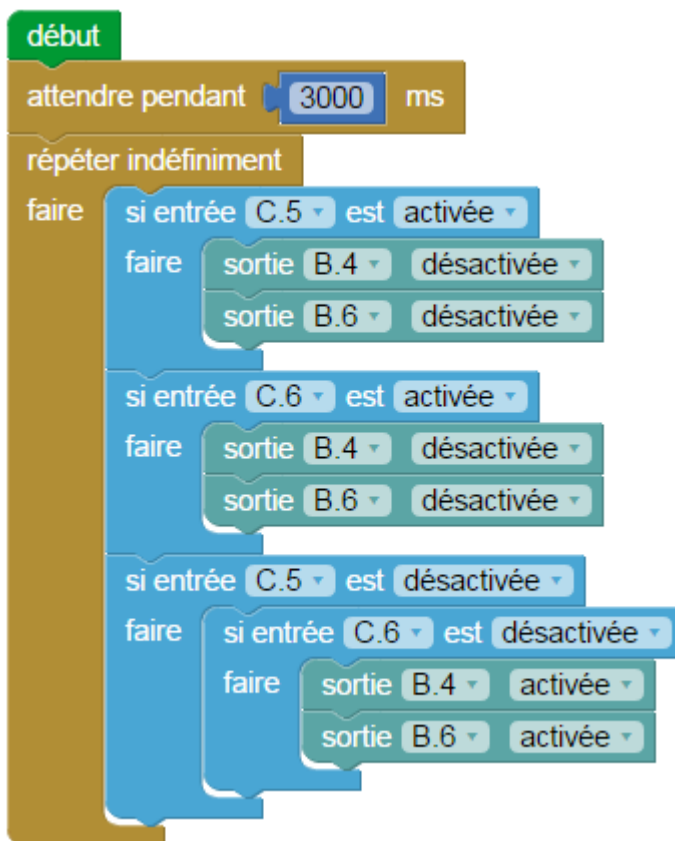 début
attendre pendant 3000 ms
répéter indéfiniment
faire si entrée C.5 est activée
faire sortie B.4 désactivée
sortie B.6 désactivée
si entrée C.6 est activée
faire sortie B.4 désactivée
sortie B.6 désactivée
si entrée C.5 est désactivée
faire si entrée C.6 est désactivée
faire sortie B.4 activée
sortie B.6 activée